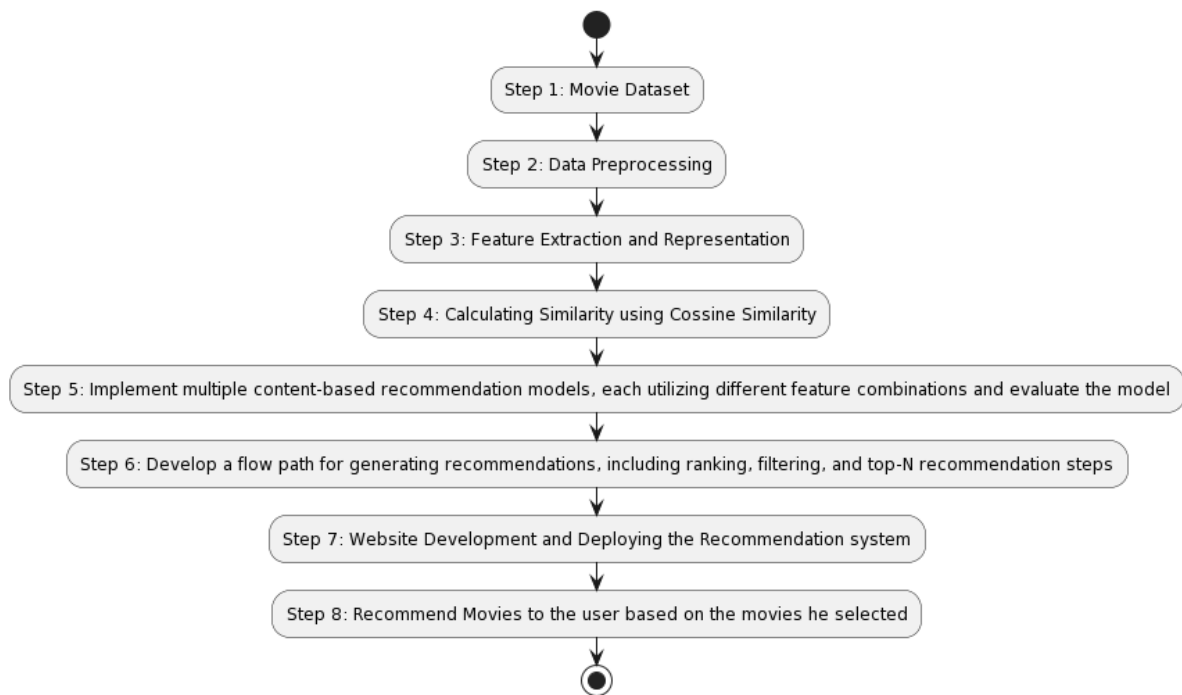 Step 1: Movie Dataset
Step 2: Data Preprocessing
Step 3: Feature Extraction and Representation
Step 4: Calculating Similarity using Cossine Similarity
Step 5: Implement multiple content-based recommendation models, each utilizing different feature combinations and evaluate the model
Step 6: Develop a flow path for generating recommendations, including ranking, filtering, and top-N recommendation steps
Step 7: Website Development and Deploying the Recommendation system
Step 8: Recommend Movies to the user based on the movies he selected